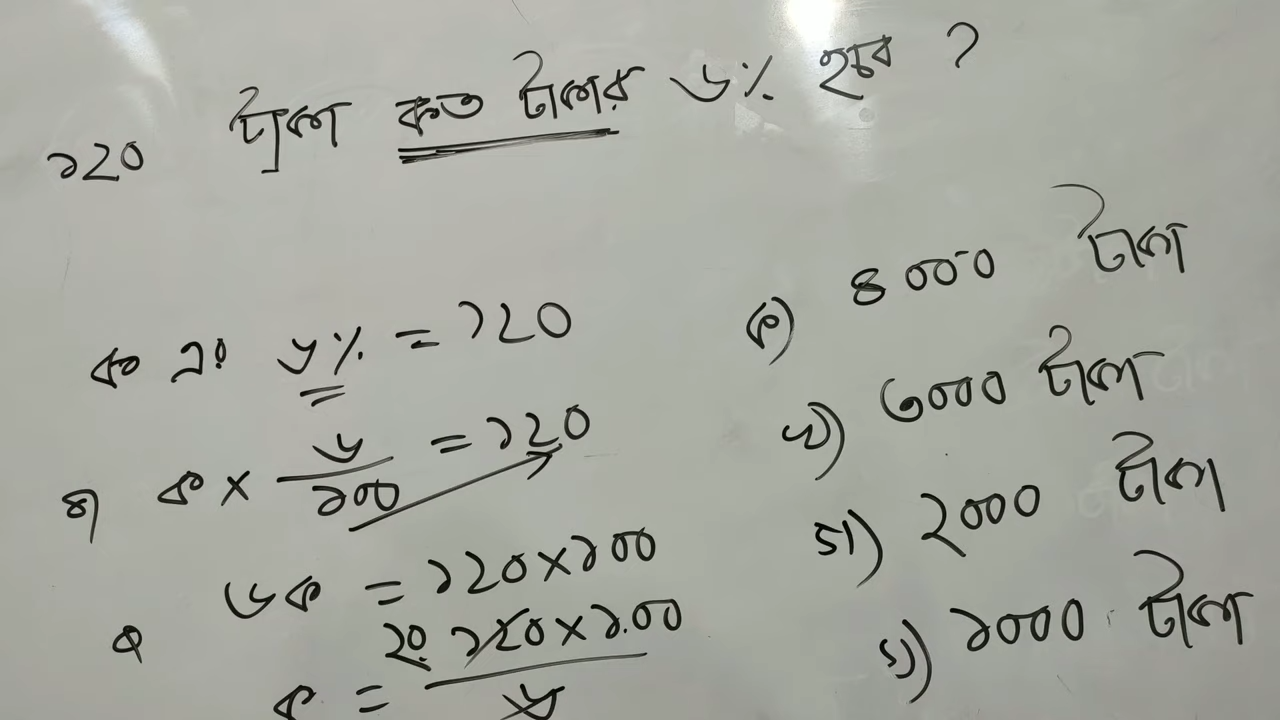 ১২০ টাকা কত টাকার ৬% হবে ?
ক এর ৬% = ১২০
বা, ক × ৬/১০০ = ১২০
৬ক = ১২০×১০০
ক = ২০ ১২০×১০০/৬
ক) ৪০০০ টাকা
খ) ৩০০০ টাকা
গ) ২০০০ টাকা
ঘ) ১০০০ টাকা